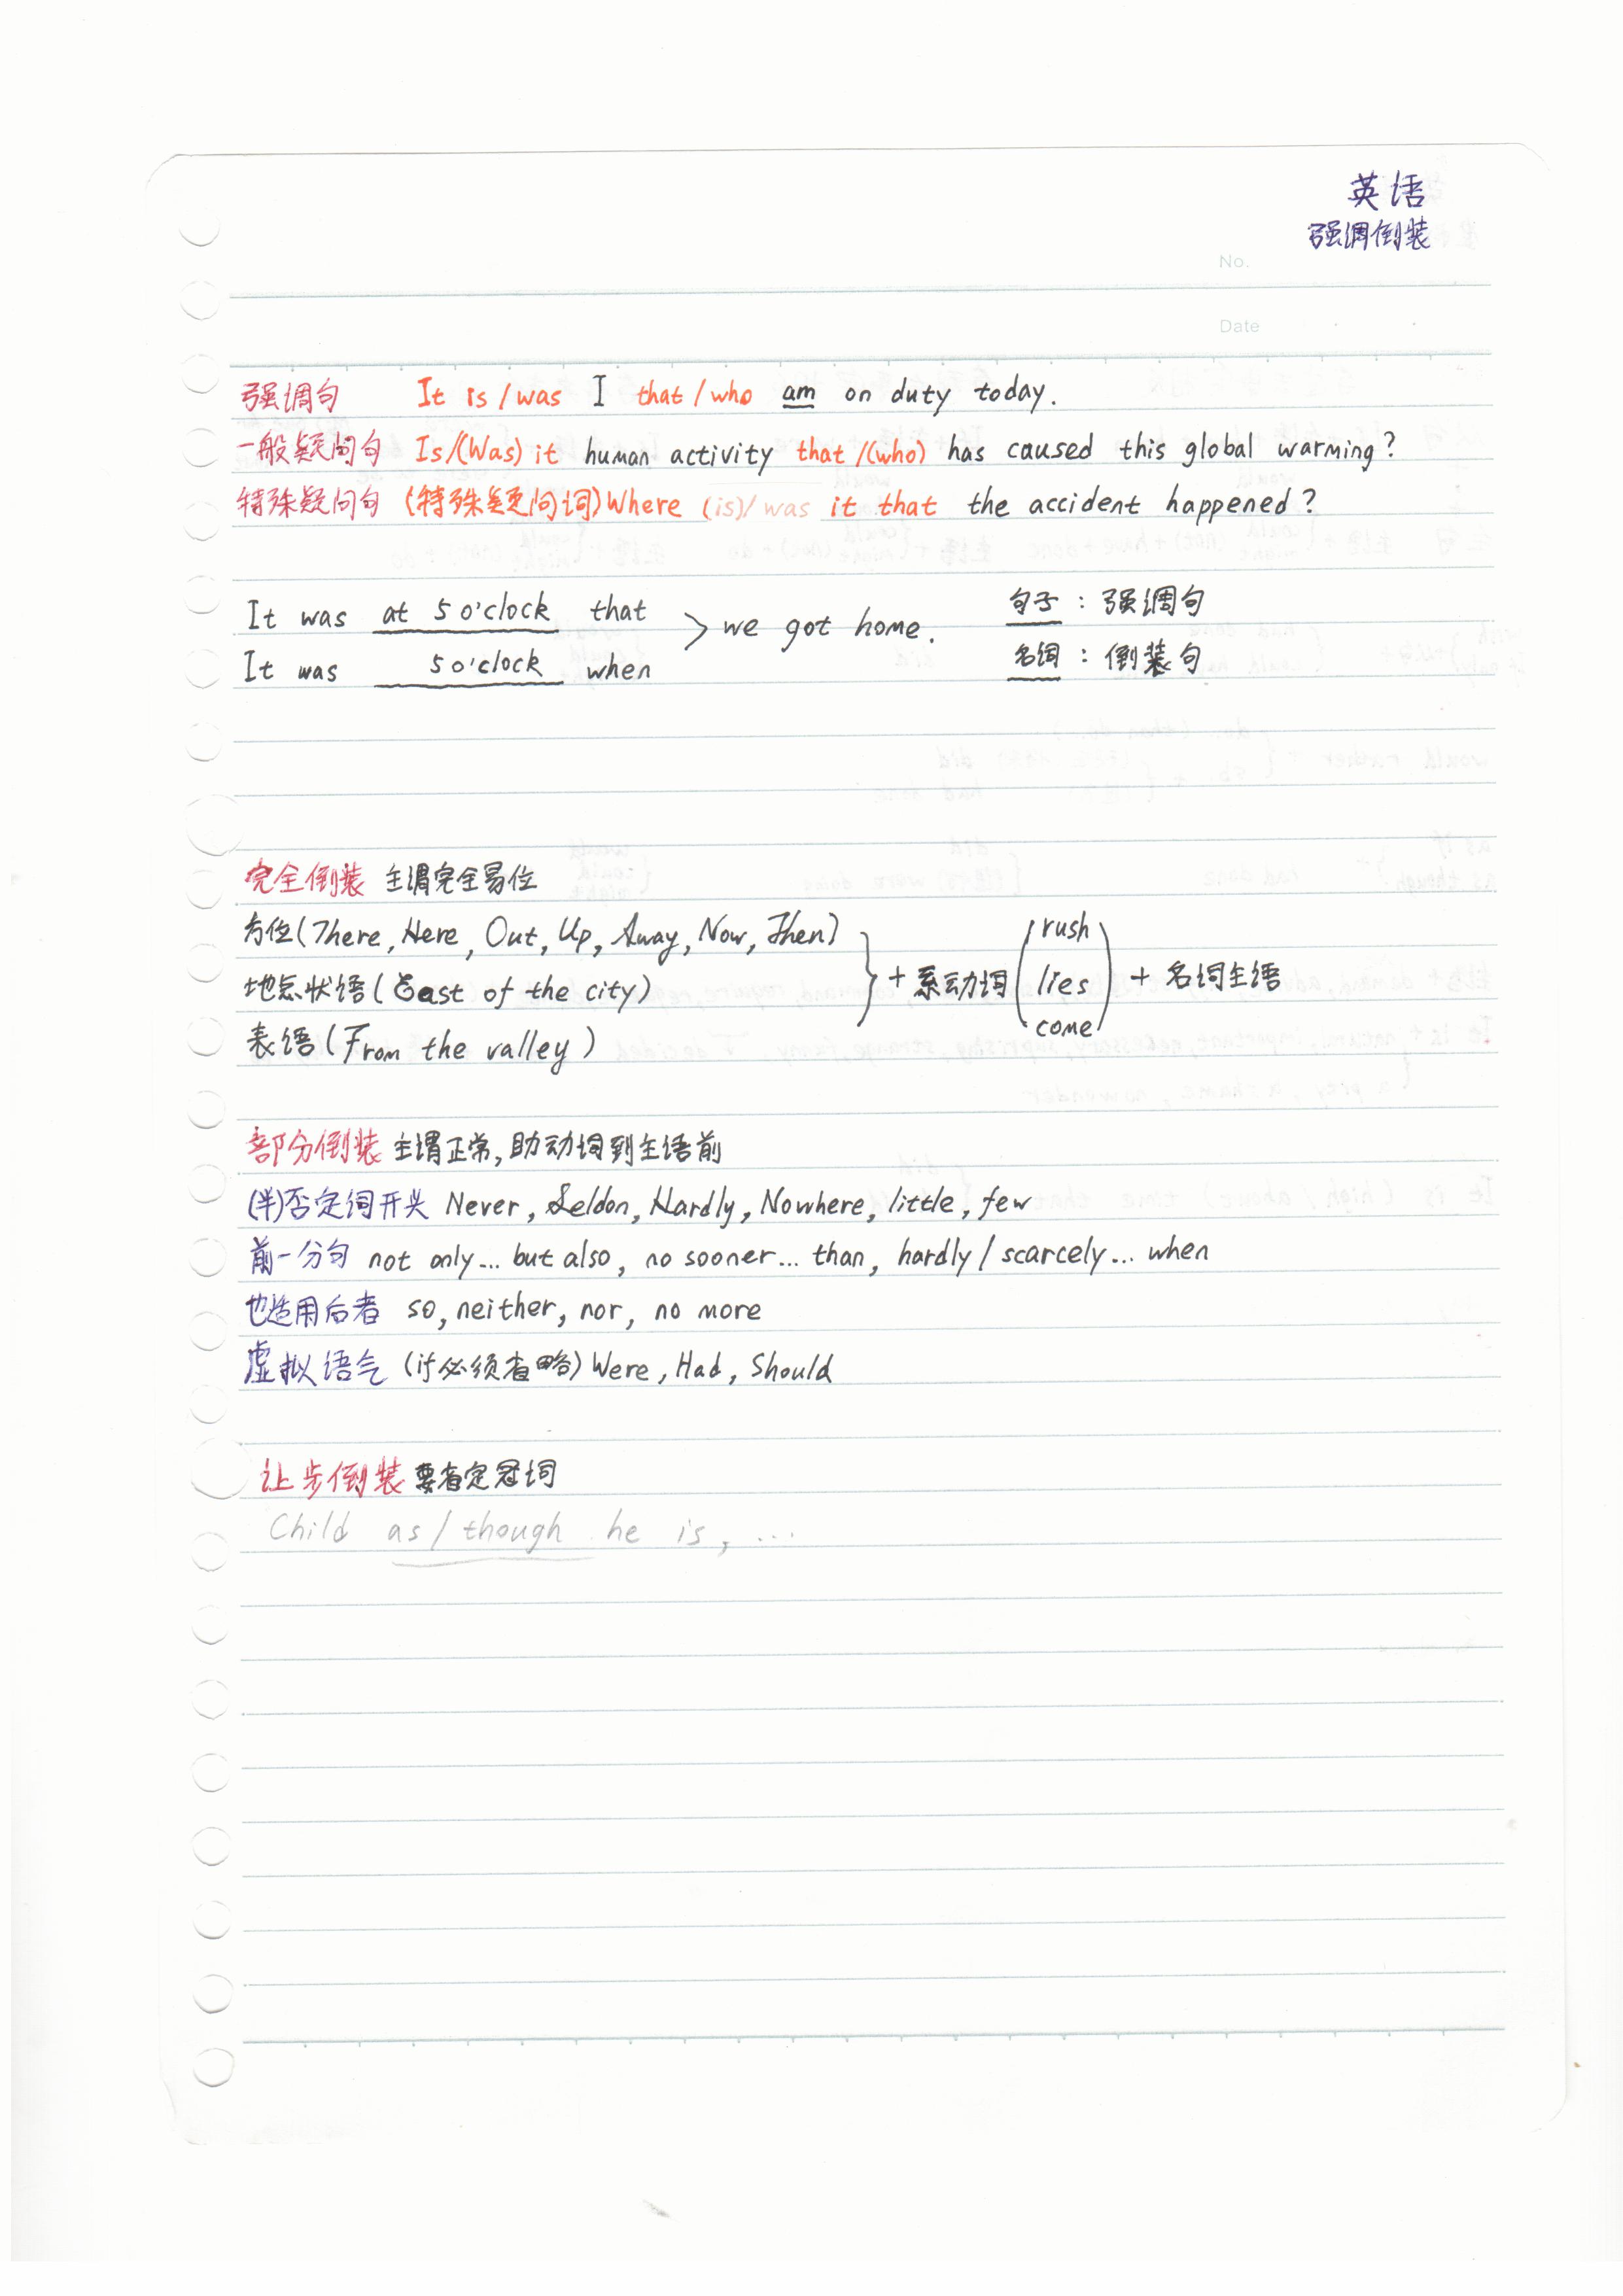 英语
强调倒装
No.
Date
强调句 It is/was I that/who am on duty today.
一般疑问句 Is/(Was) it human activity that/(who) has caused this global warming?
特殊疑问句 (特殊疑问词)Where (is)/was it that the accident happened?
It was at 5 o'clock that > we got home. 句子:强调句
It was 5 o'clock when 名词:倒装句
完全倒装 主谓完全易位
方位(There, Here, Out, Up, Away, Now, Then)
地点状语(East of the city) } + 系动词(rush lies come) + 名词主语
表语(From the valley)
部分倒装 主谓正常,助动词到主语前
(半)否定词开头 Never, Seldon, Hardly, Nowhere, little, few
前一分句 not only... but also, no sooner... than, hardly/scarcely... when
也适用后者 so, neither, nor, no more
虚拟语气 (if必须省略) Were, Had, Should
让步倒装 要省定冠词
Child as/though he is, ...